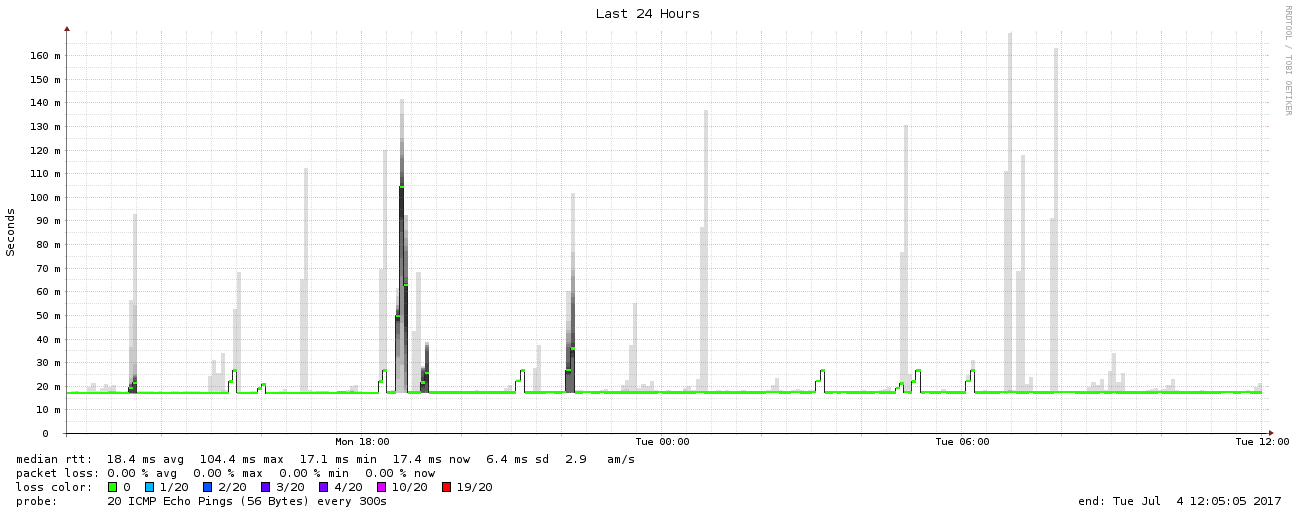 Last 24 Hours
RRDTOOL / TOBI OETIKER
Seconds
160 m
150 m
140 m
130 m
120 m
110 m
100 m
90 m
80 m
70 m
60 m
50 m
40 m
30 m
20 m
10 m
0
Mon 18:00 Tue 00:00 Tue 06:00 Tue 12:00
median rtt: 18.4 ms avg 104.4 ms max 17.1 ms min 17.4 ms now 6.4 ms sd 2.9 am/s
packet loss: 0.00 % avg 0.00 % max 0.00 % min 0.00 % now
loss color: 0 1/20 2/20 3/20 4/20 10/20 19/20
probe: 20 ICMP Echo Pings (56 Bytes) every 300s end: Tue Jul 4 12:05:05 2017